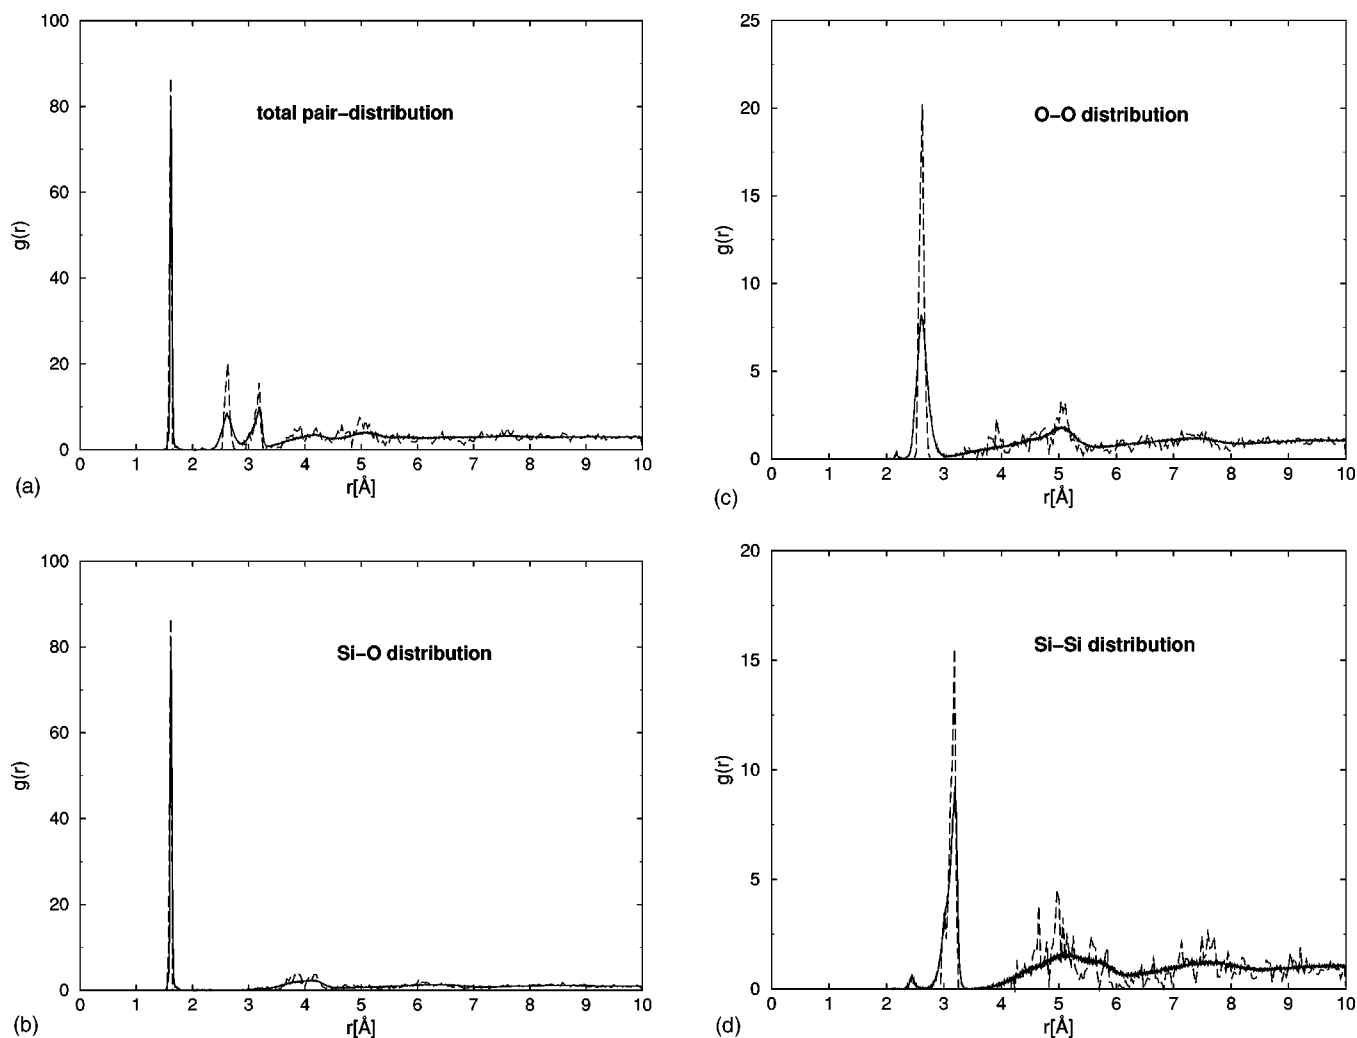 100
80
60
40
20
0
g(r)
total pair–distribution
0 1 2 3 4 5 6 7 8 9 10
(a) r[Å]
25
20
15
10
5
0
g(r)
O–O distribution
0 1 2 3 4 5 6 7 8 9 10
(c) r[Å]
100
80
60
40
20
0
g(r)
Si–O distribution
0 1 2 3 4 5 6 7 8 9 10
(b) r[Å]
20
15
10
5
0
g(r)
Si–Si distribution
0 1 2 3 4 5 6 7 8 9 10
(d) r[Å]